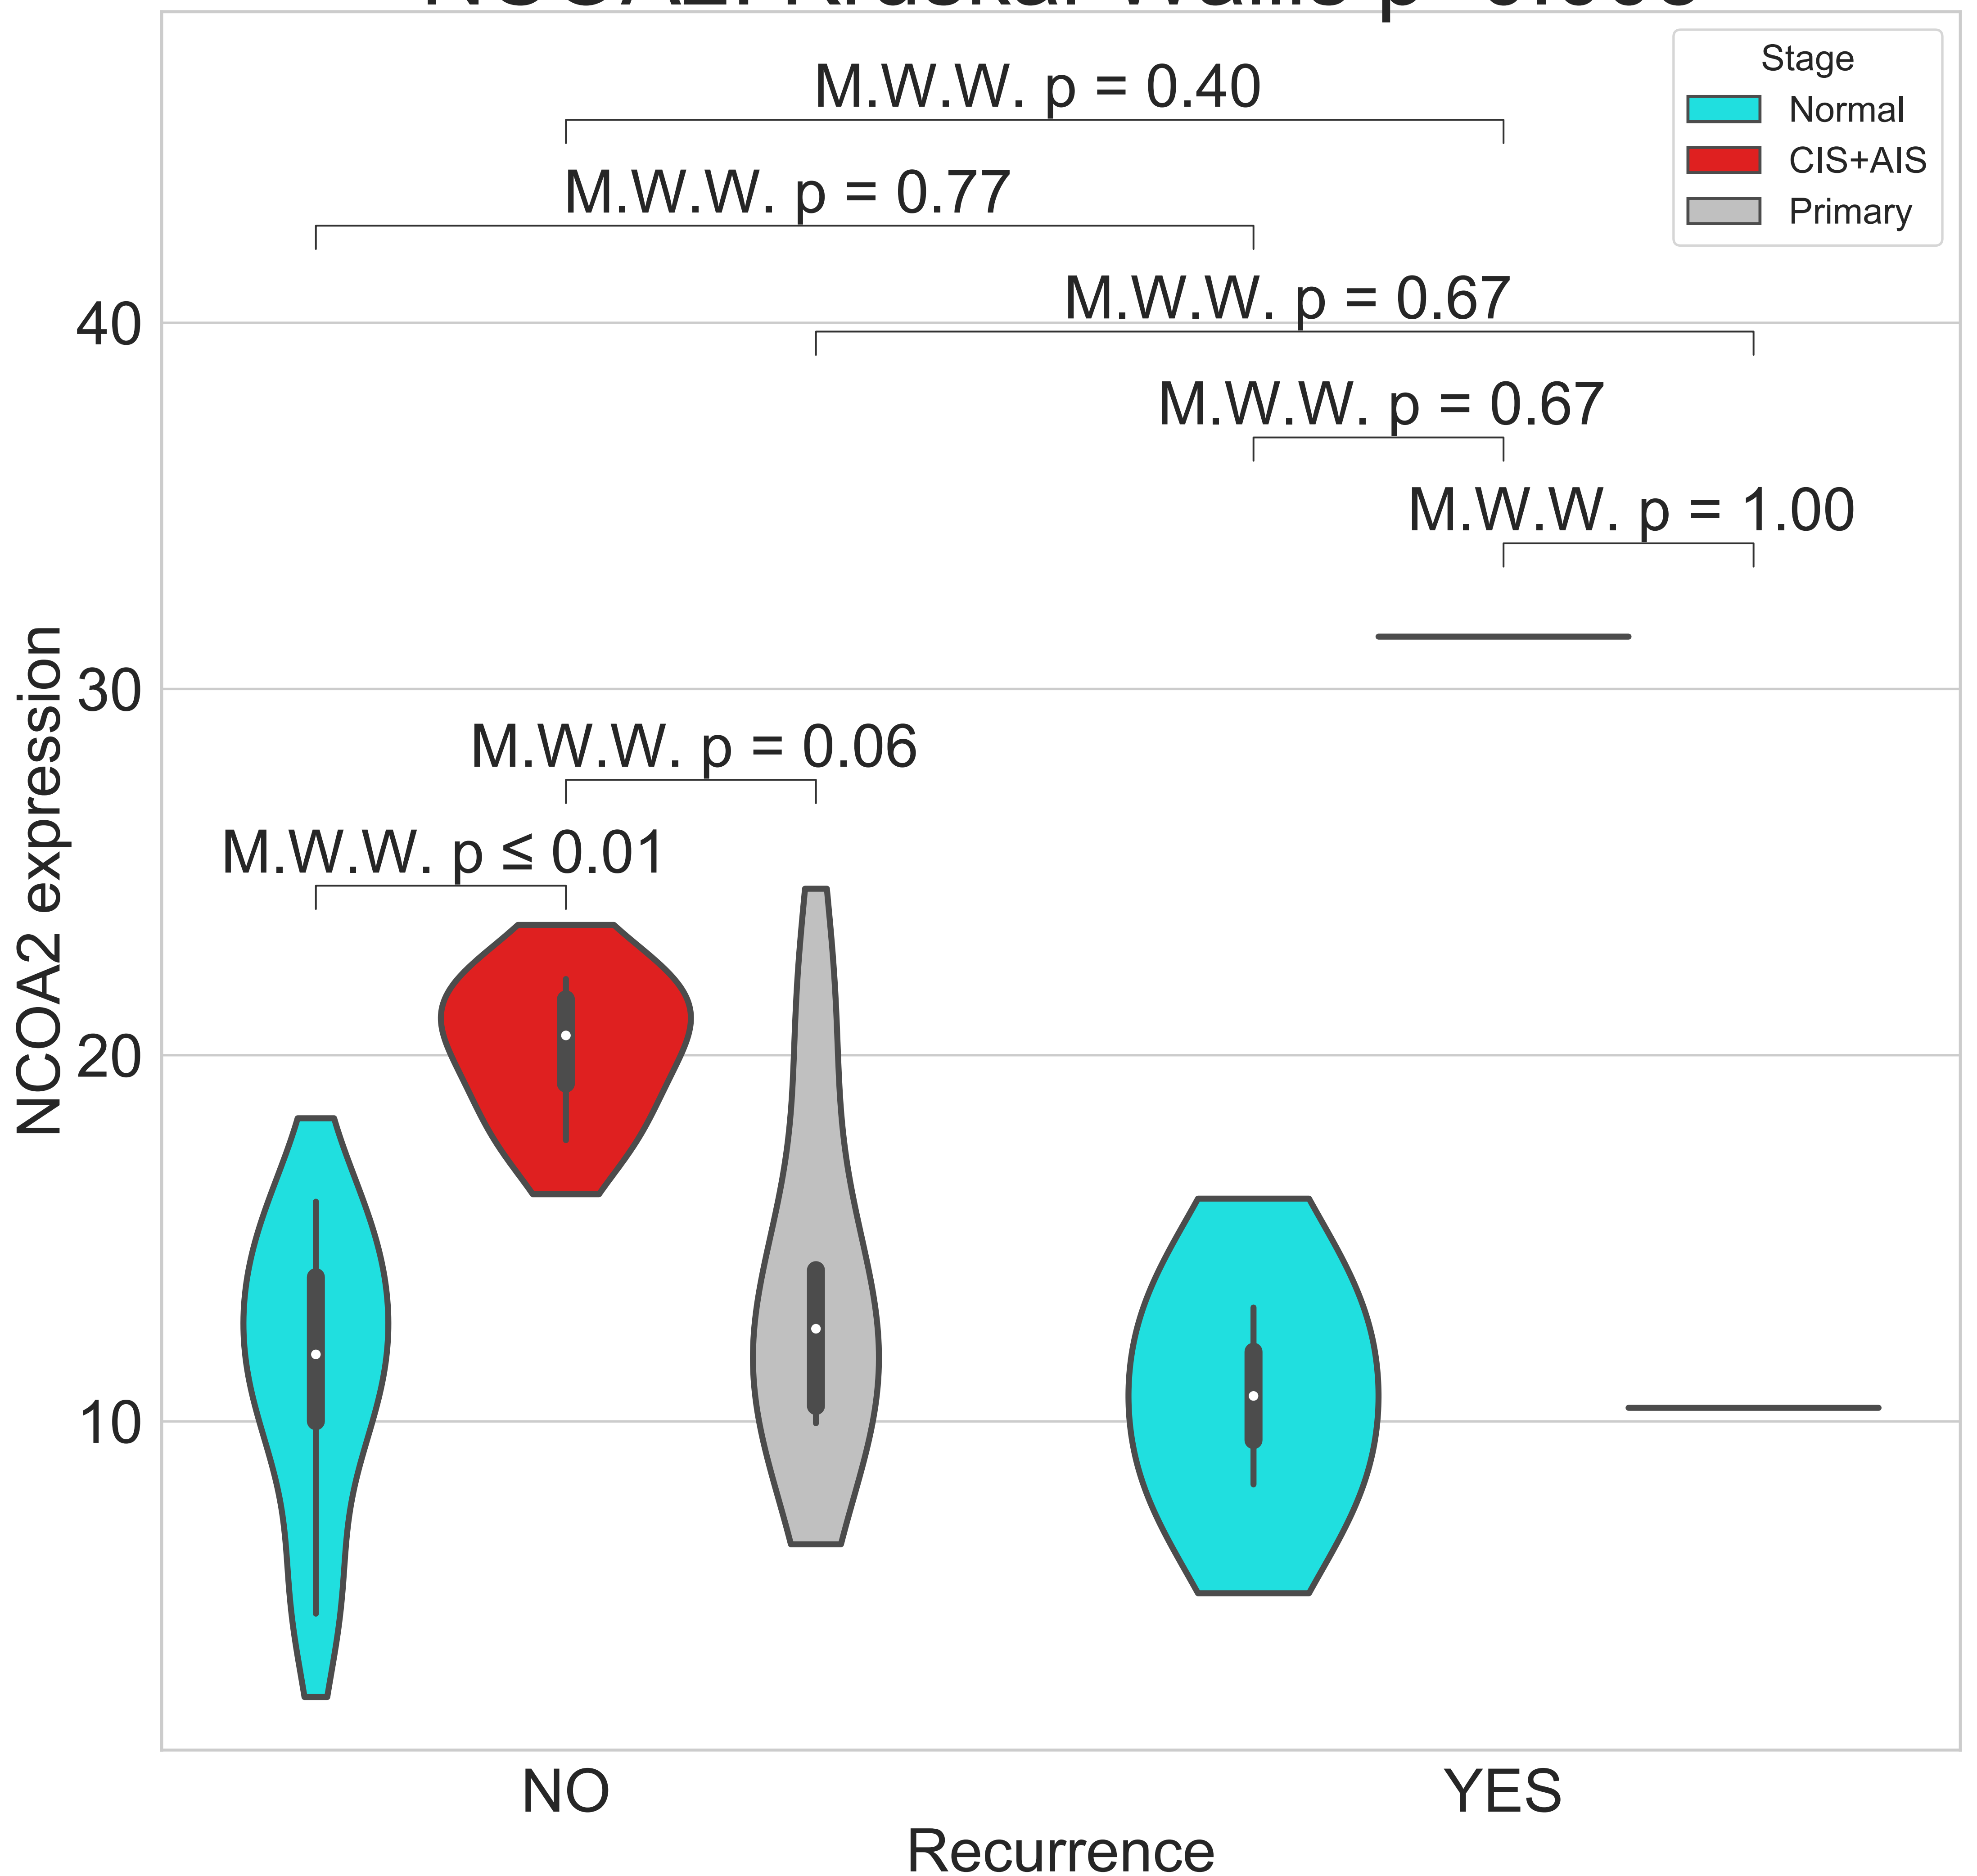 Stage
Normal
CIS+AIS
Primary
M.W.W. p = 0.40
M.W.W. p = 0.77
M.W.W. p = 0.67
M.W.W. p = 0.67
M.W.W. p = 1.00
M.W.W. p = 0.06
M.W.W. p ≤ 0.01
NCOA2 expression
40
30
20
10
NO
YES
Recurrence